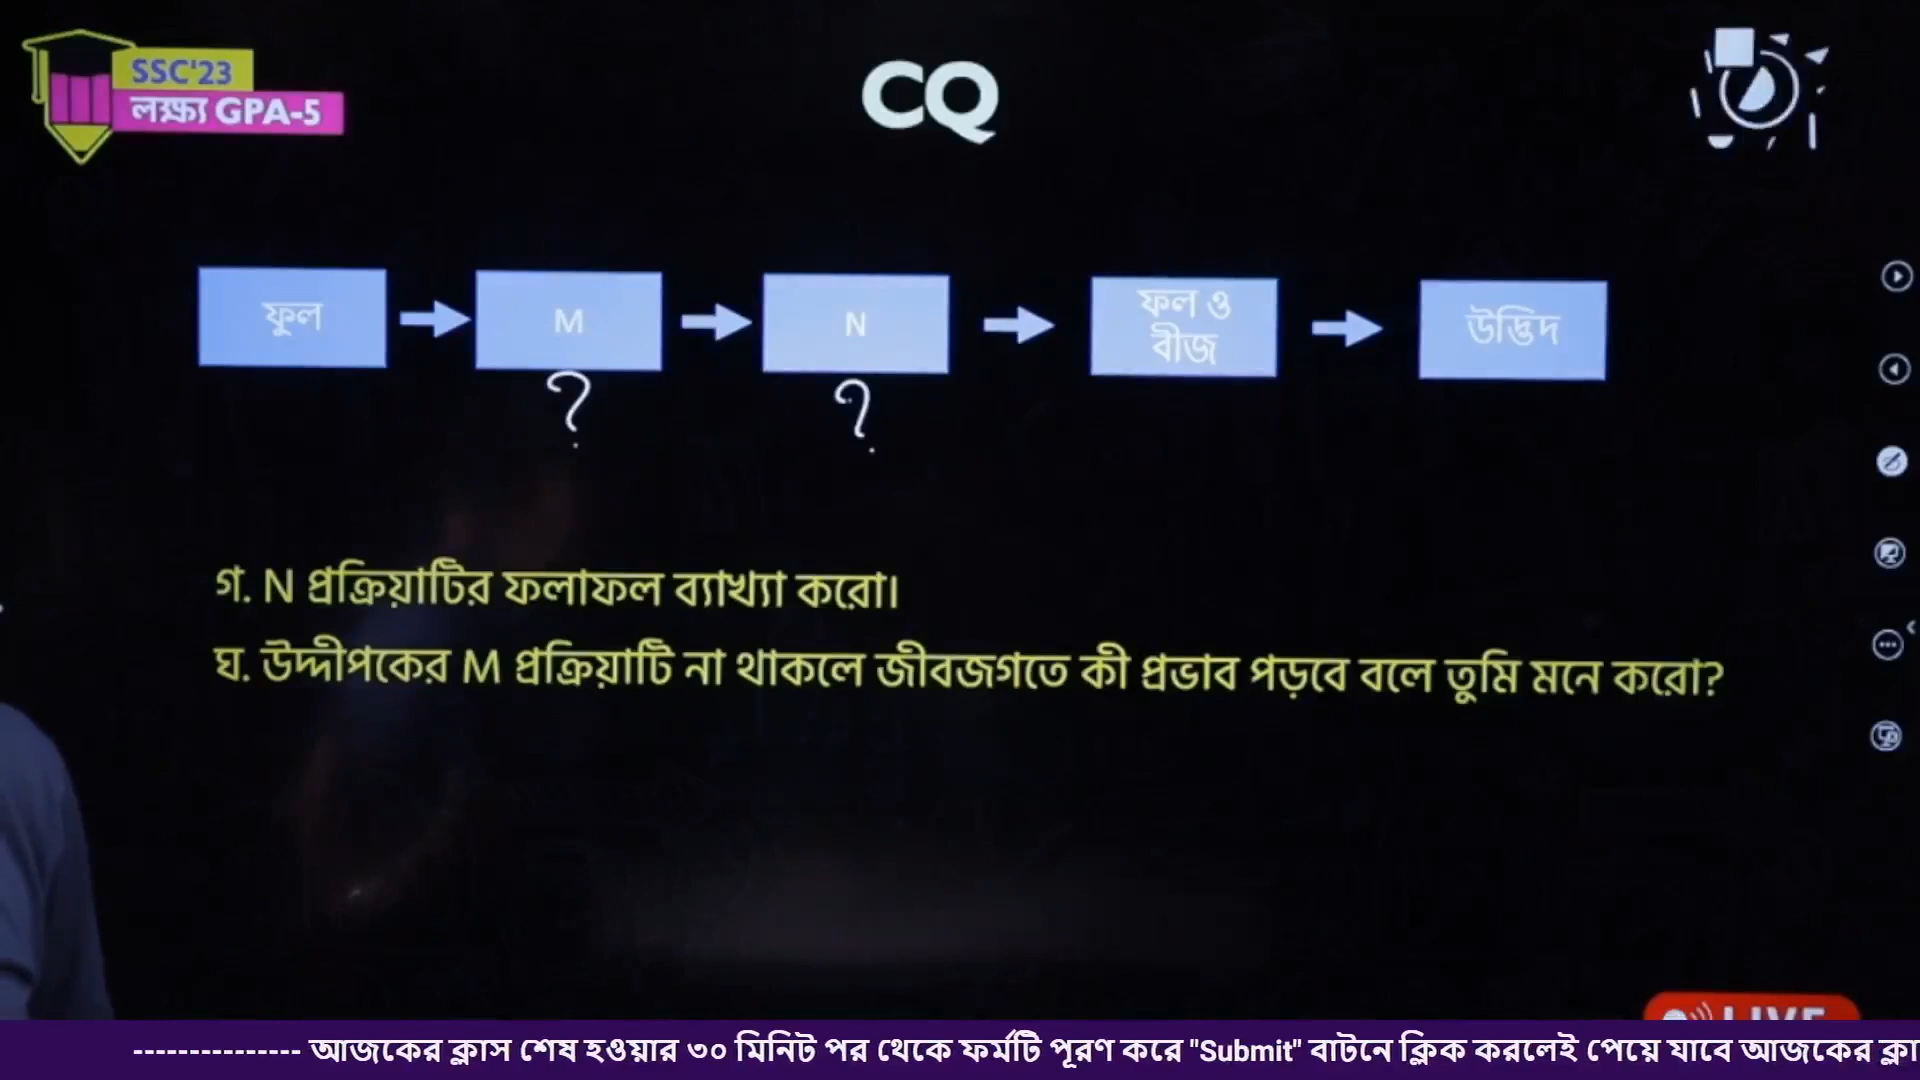 SSC'23
লক্ষ্য GPA-5
CQ
ফুল
M
N
ফল ও
বীজ
উদ্ভিদ
?
?
গ. N প্রক্রিয়াটির ফলাফল ব্যাখ্যা করো।
ঘ. উদ্দীপকের M প্রক্রিয়াটি না থাকলে জীবজগতে কী প্রভাব পড়বে বলে তুমি মনে করো?
LIVE
--------------- আজকের ক্লাস শেষ হওয়ার ৩০ মিনিট পর থেকে ফর্মটি পূরণ করে "Submit" বাটনে ক্লিক করলেই পেয়ে যাবে আজকের